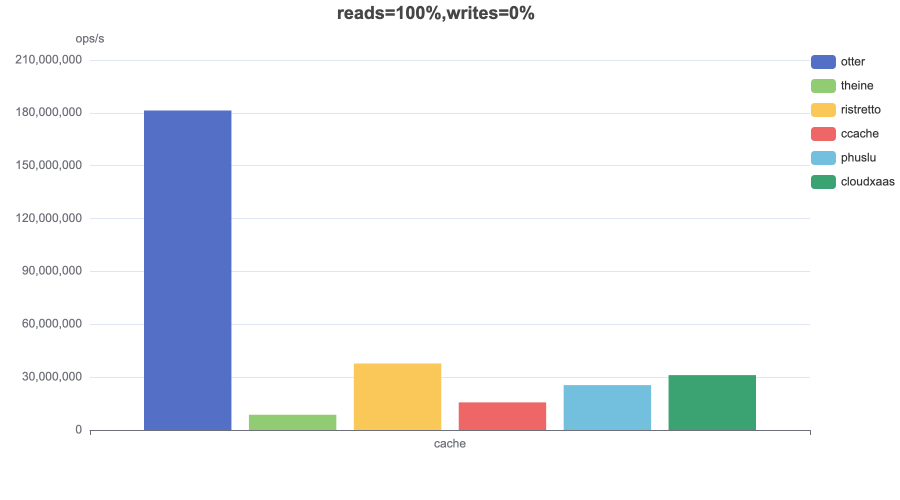 reads=100%,writes=0%
ops/s
210,000,000
180,000,000
150,000,000
120,000,000
90,000,000
60,000,000
30,000,000
0
cache
otter
theine
ristretto
ccache
phuslu
cloudxaas